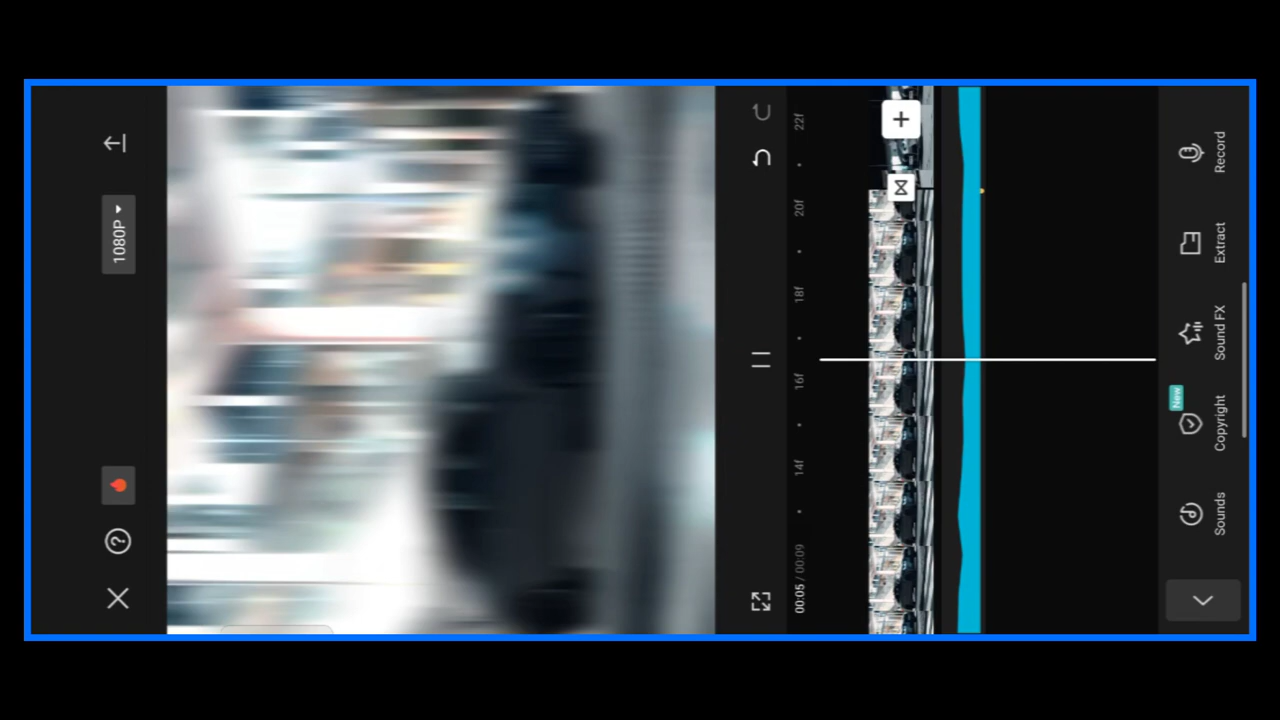 1080P
00:05 / 00:09
14f
16f
18f
20f
22f
Sounds
New
Copyright
Sound FX
Extract
Record